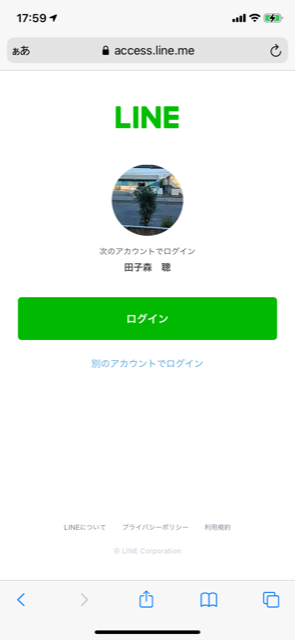 17:59
ぁあ access.line.me
LINE
次のアカウントでログイン
田子森 聰
ログイン
別のアカウントでログイン
LINEについて プライバシーポリシー 利用規約
© LINE Corporation